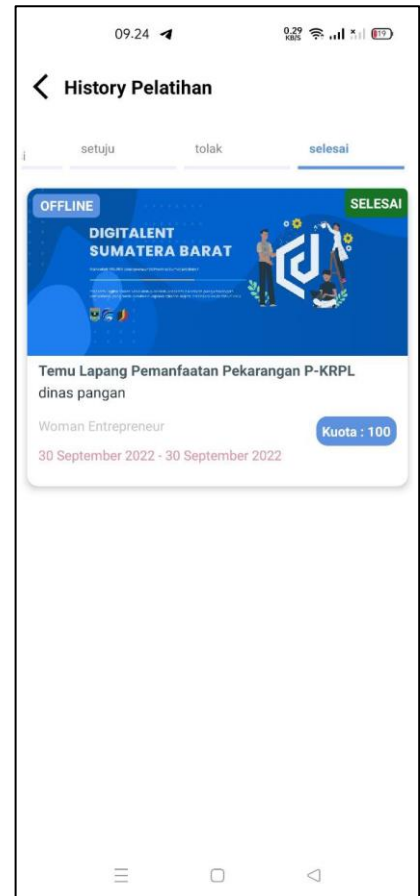 09.24
0.29
KB/S
19
History Pelatihan
i
setuju
tolak
selesai
OFFLINE
SELESAI
DIGITALENT
SUMATERA BARAT
Temu Lapang Pemanfaatan Pekarangan P-KRPL
dinas pangan
Woman Entrepreneur
Kuota : 100
30 September 2022 - 30 September 2022